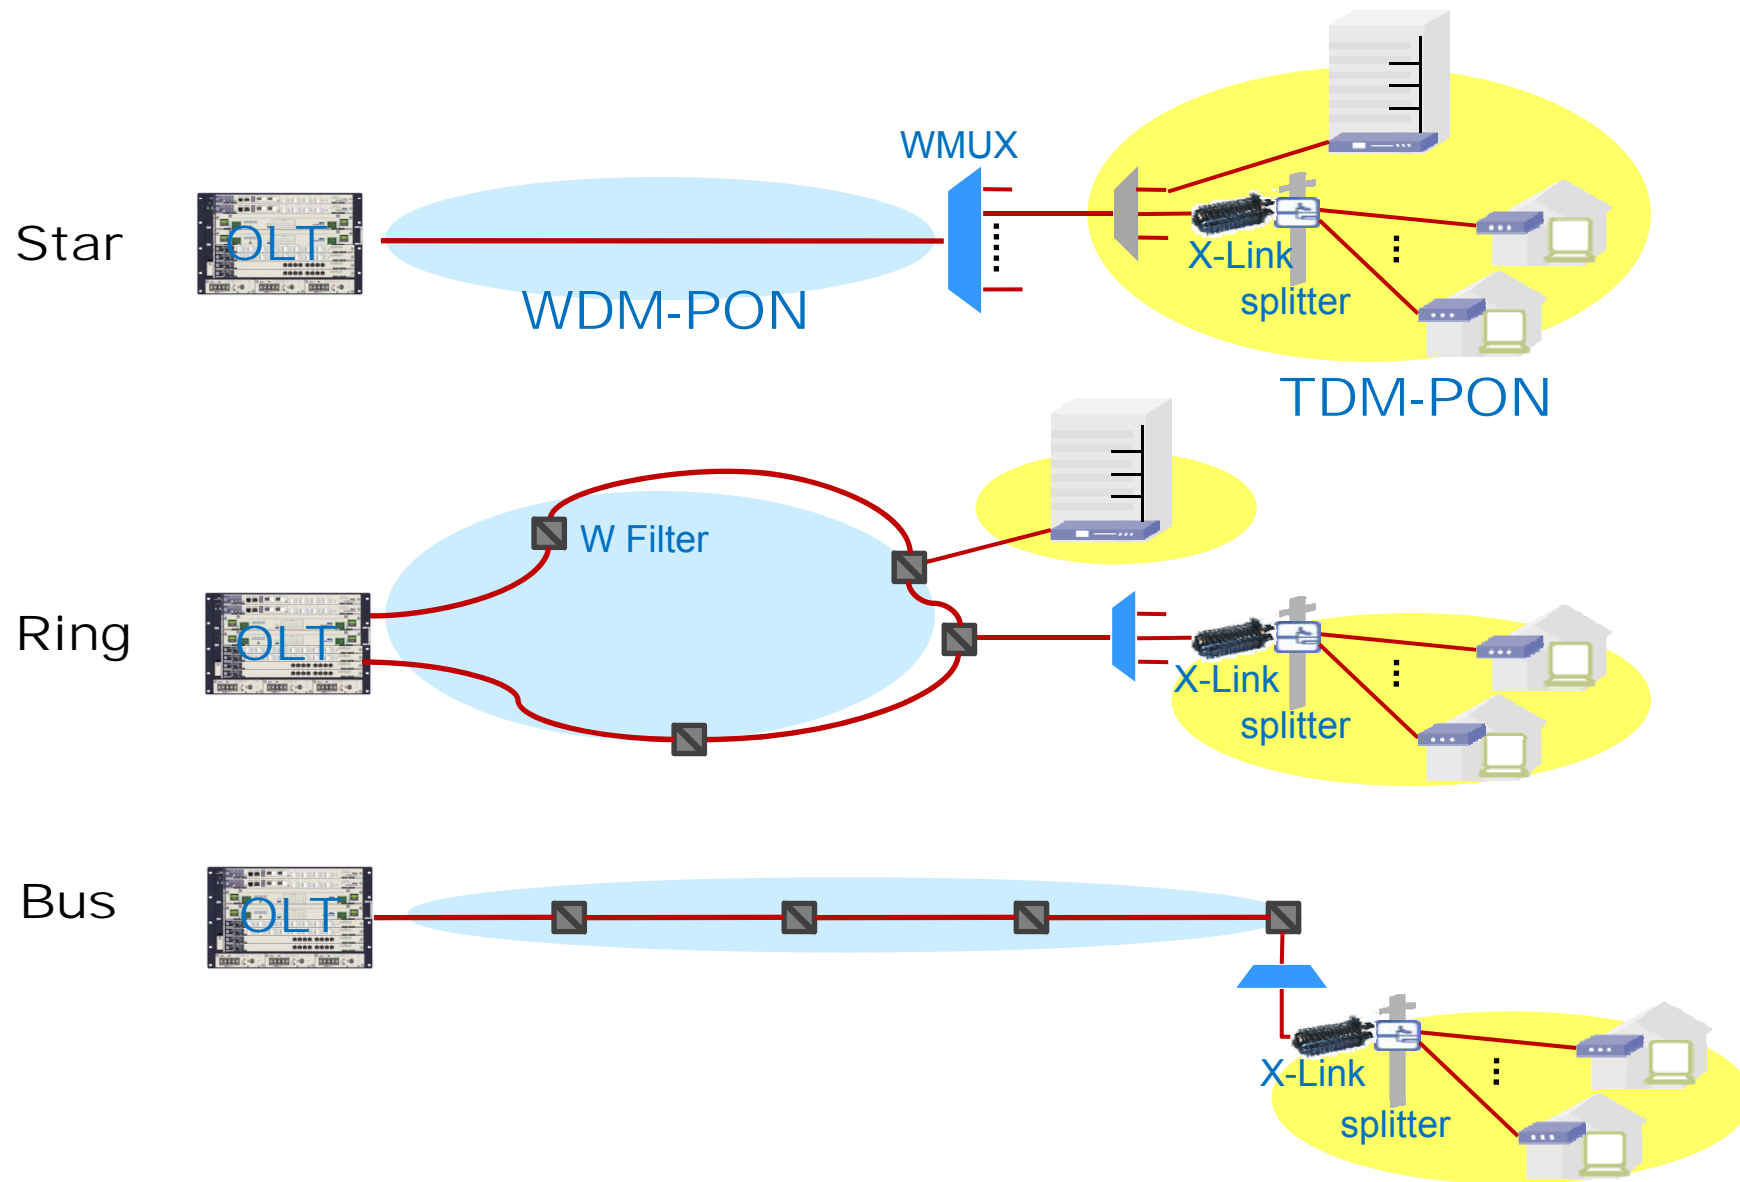 WMUX
Star
OLT
X-Link
splitter
WDM-PON
TDM-PON
W Filter
Ring
OLT
X-Link
splitter
Bus
OLT
X-Link
splitter